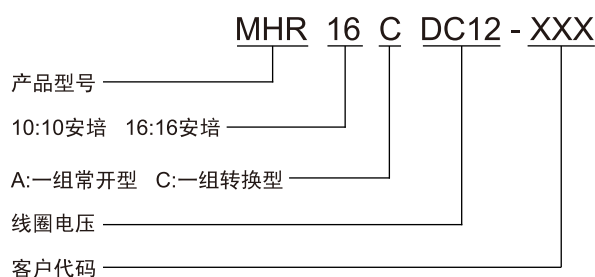 MHR 16 C DC12 - XXX
产品型号
10:10安培 16:16安培
A:一组常开型 C:一组转换型
线圈电压
客户代码